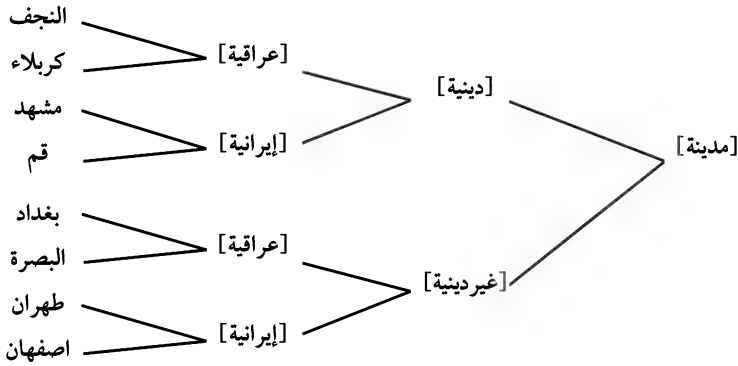 [مدينة]
[دينية]
[عراقية]
النجف
كربلاء
[إيرانية]
مشهد
قم
[غيردينية]
[عراقية]
بغداد
البصرة
[إيرانية]
طهران
اصفهان